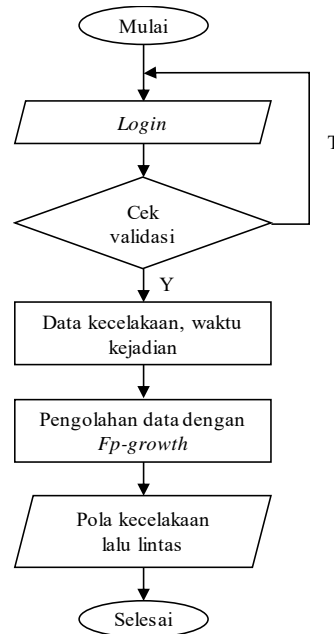 Mulai
Login
T
Cek
validasi
Y
Data kecelakaan, waktu
kejadian
Pengolahan data dengan
Fp-growth
Pola kecelakaan
lalu lintas
Selesai